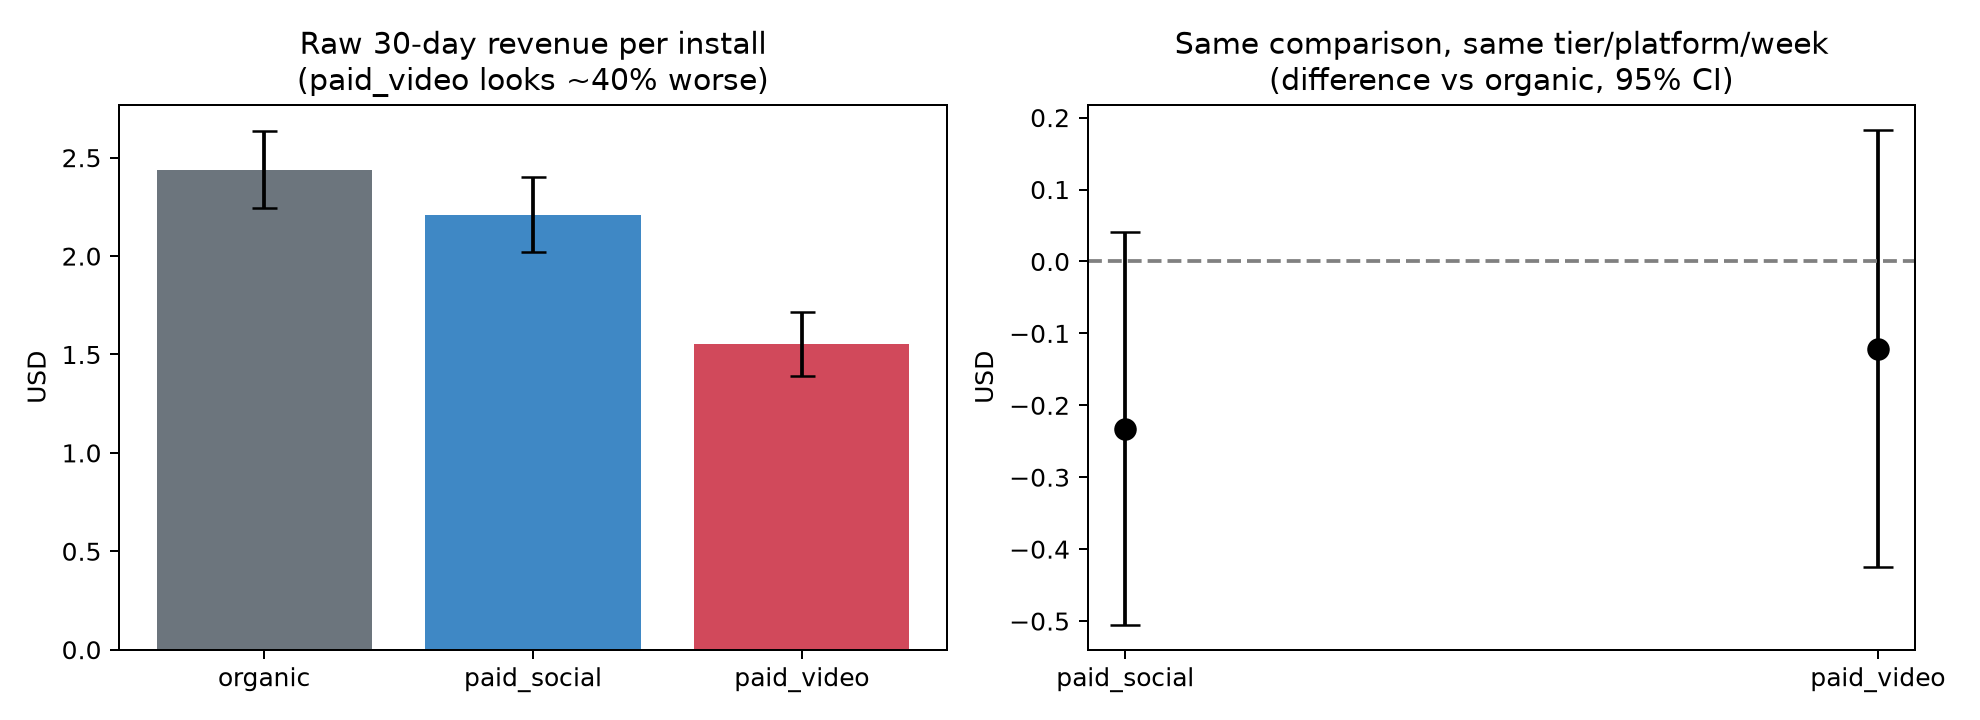 Raw 30-day revenue per install
(paid_video looks ~40% worse)
USD
2.5
2.0
1.5
1.0
0.5
0.0
organic
paid_social
paid_video
Same comparison, same tier/platform/week
(difference vs organic, 95% CI)
USD
0.2
0.1
0.0
−0.1
−0.2
−0.3
−0.4
−0.5
paid_social
paid_video